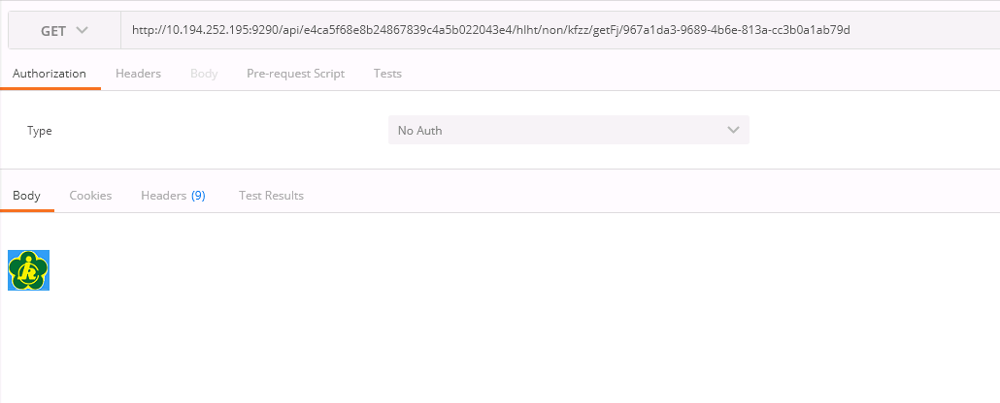 GET http://10.194.252.195:9290/api/e4ca5f68e8b24867839c4a5b022043e4/hlht/non/kfzz/getFj/967a1da3-9689-4b6e-813a-cc3b0a1ab79d
Authorization Headers Body Pre-request Script Tests
Type No Auth
Body Cookies Headers (9) Test Results